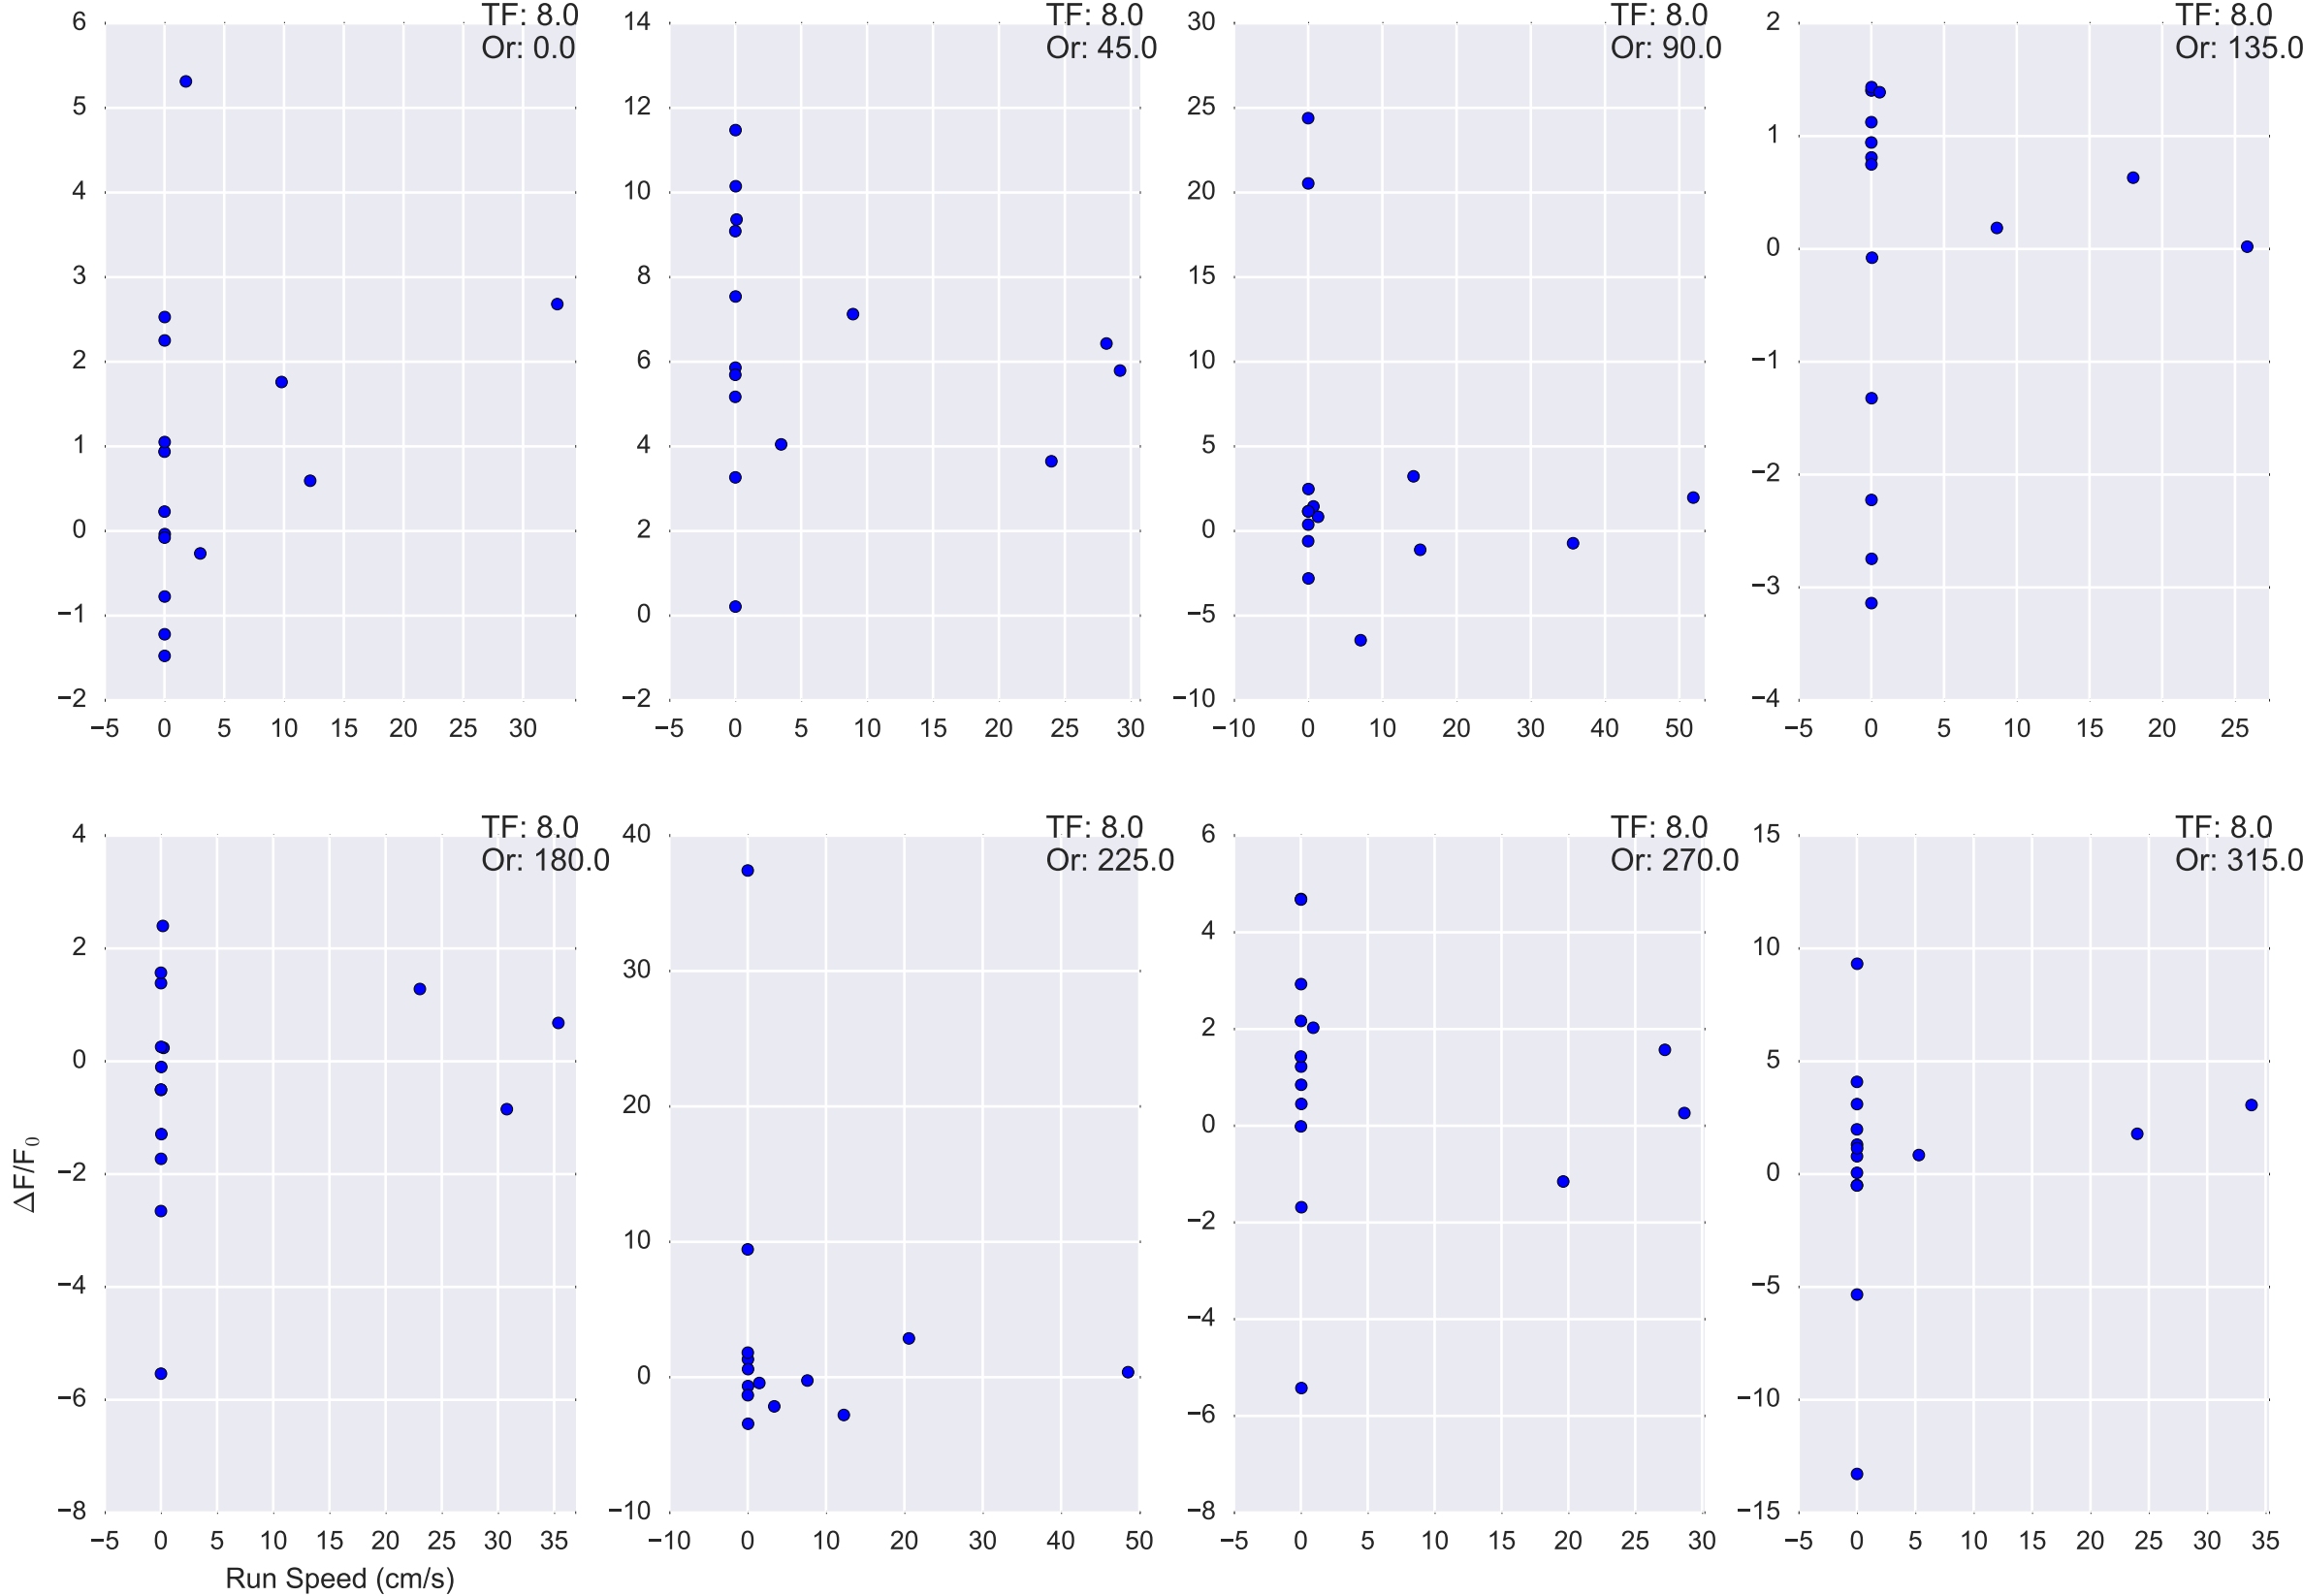 TF: 8.0
Or: 0.0
6
5
4
3
2
1
0
−1
−2
−5 0 5 10 15 20 25 30
TF: 8.0
Or: 45.0
14
12
10
8
6
4
2
0
−2
−5 0 5 10 15 20 25 30
TF: 8.0
Or: 90.0
30
25
20
15
10
5
0
−5
−10
−10 0 10 20 30 40 50
TF: 8.0
Or: 135.0
2
1
0
−1
−2
−3
−4
−5 0 5 10 15 20 25
TF: 8.0
Or: 180.0
4
2
0
−2
−4
−6
−8
−5 0 5 10 15 20 25 30 35
ΔF/F₀
Run Speed (cm/s)
TF: 8.0
Or: 225.0
40
30
20
10
0
−10
−10 0 10 20 30 40 50
TF: 8.0
Or: 270.0
6
4
2
0
−2
−4
−6
−8
−5 0 5 10 15 20 25 30
TF: 8.0
Or: 315.0
15
10
5
0
−5
−10
−15
−5 0 5 10 15 20 25 30 35